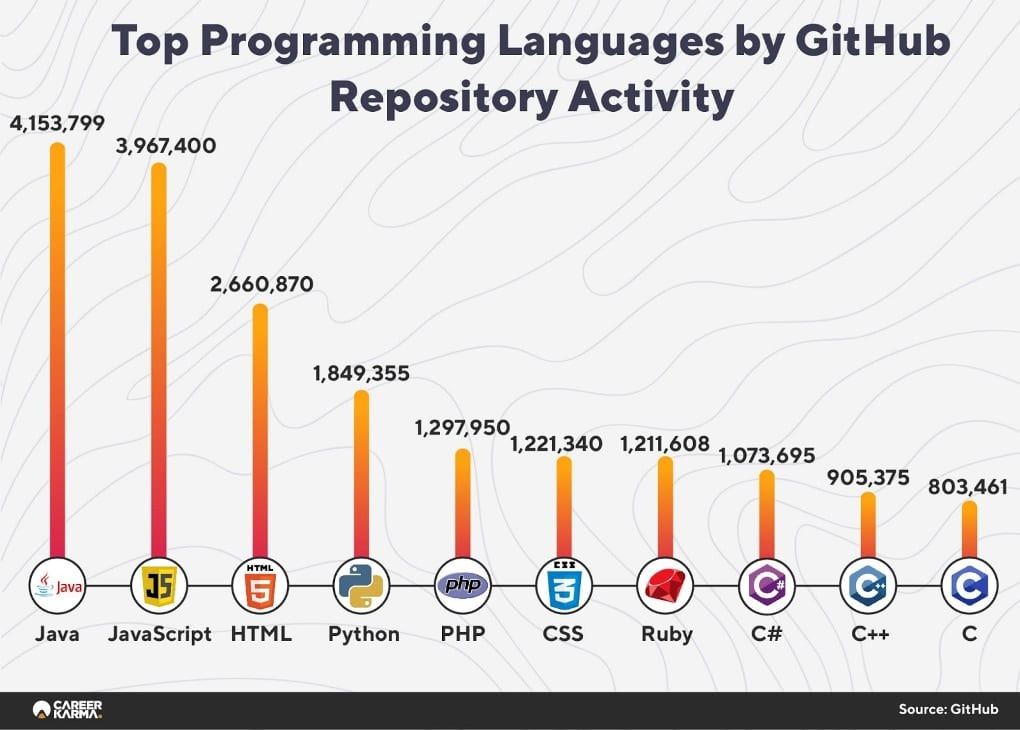 Top Programming Languages by GitHub
Repository Activity
4,153,799
3,967,400
2,660,870
1,849,355
1,297,950
1,221,340
1,211,608
1,073,695
905,375
803,461
Java
JS
HTML
5
php
CSS
3
C#
C++
C
Java
JavaScript
HTML
Python
PHP
CSS
Ruby
C#
C++
C
CAREER
KARMA.
Source: GitHub